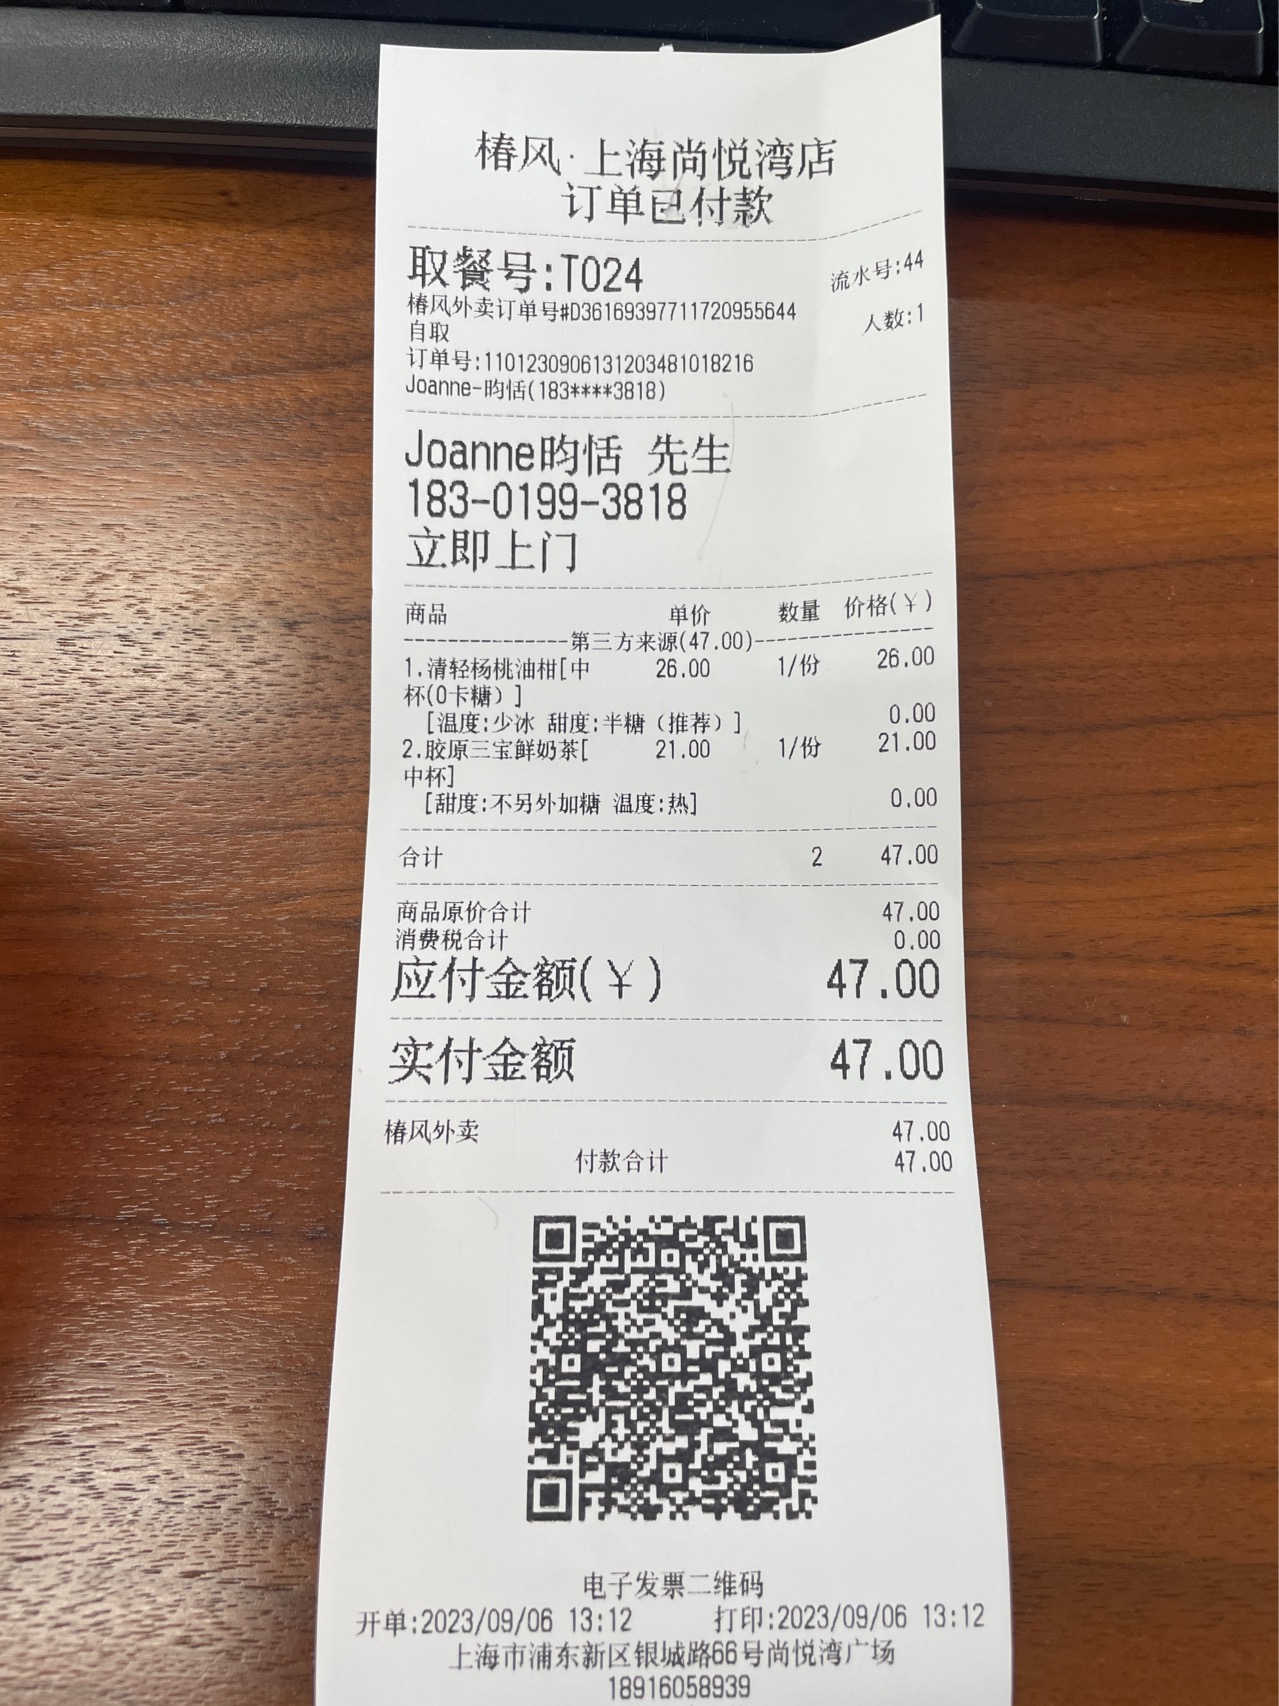 椿风·上海尚悦湾店
订单已付款
取餐号:T024 流水号:44
椿风外卖订单号#D36169397711720955644 人数:1
自取
订单号:11012309061312034810182​16
Joanne-昀恬(183****3818)
Joanne昀恬 先生
183-0199-3818
立即上门
商品 单价 数量 价格(￥)
第三方来源(47.00)
1.清轻杨桃油柑[中 26.00 1/份 26.00
杯(0卡糖）]
[温度:少冰 甜度:半糖（推荐）] 0.00
2.胶原三宝鲜奶茶[ 21.00 1/份 21.00
中杯]
[甜度:不另外加糖 温度:热] 0.00
合计 2 47.00
商品原价合计 47.00
消费税合计 0.00
应付金额(￥) 47.00
实付金额 47.00
椿风外卖 47.00
付款合计 47.00
电子发票二维码
开单:2023/09/06 13:12 打印:2023/09/06 13:12
上海市浦东新区银城路66号尚悦湾广场
18916058939